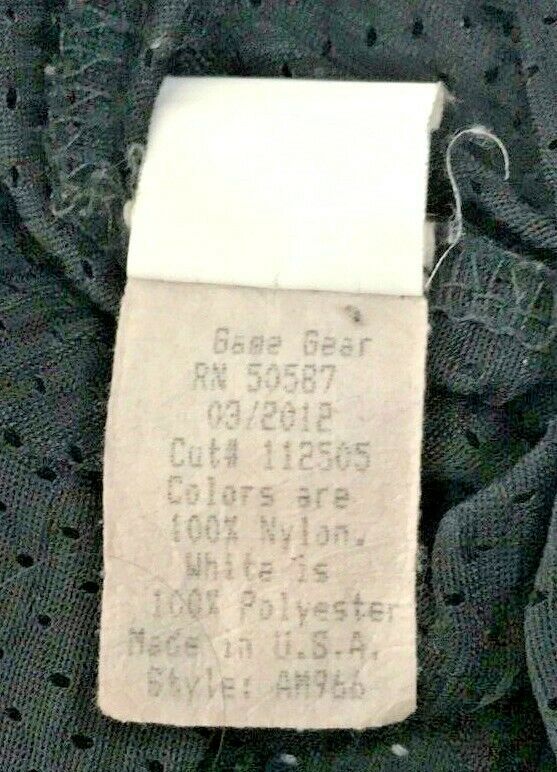 Game Gear
RN 50587
03/2012
Cut# 112505
Colors are
100% Nylon.
White is
100% Polyester
Made in U.S.A.
Style: AM966